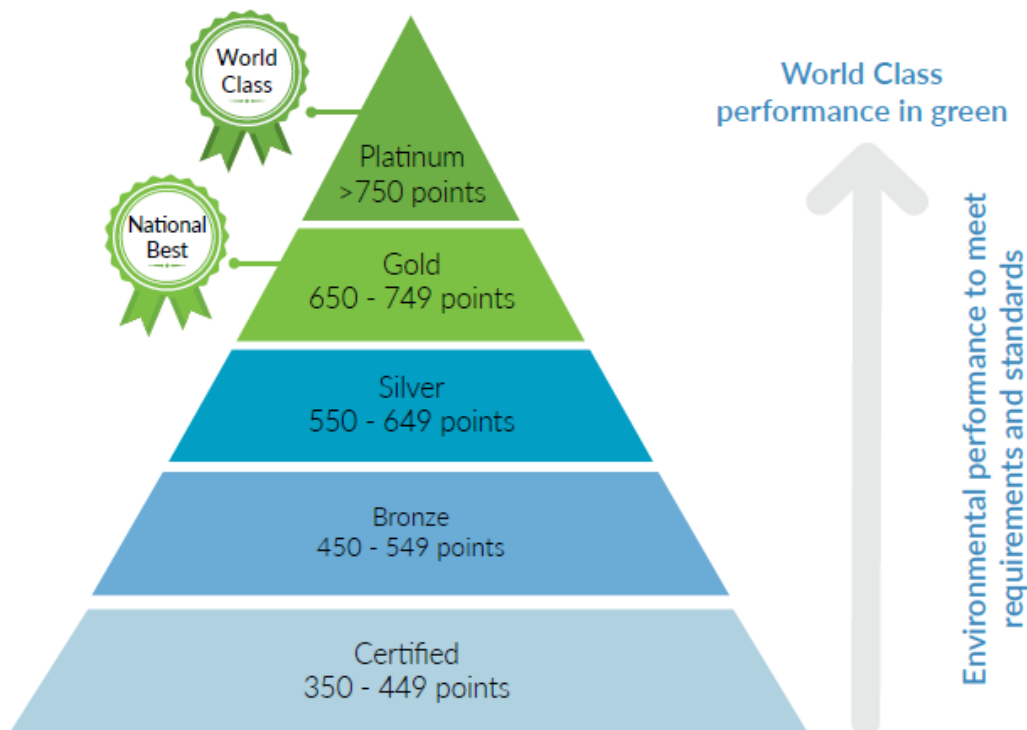 World
Class
Platinum
>750 points
National
Best
Gold
650 - 749 points
Silver
550 - 649 points
Bronze
450 - 549 points
Certified
350 - 449 points
World Class
performance in green
Environmental performance to meet
requirements and standards